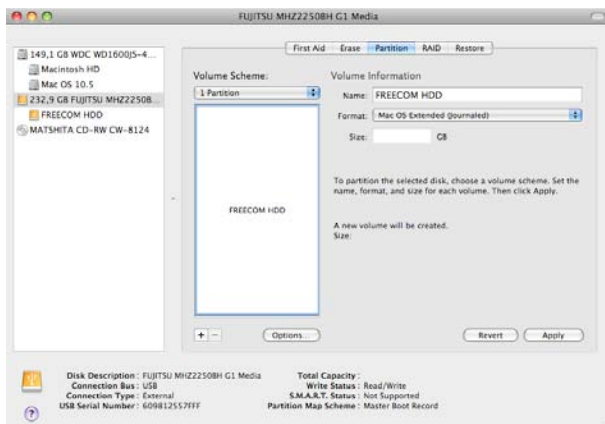 FUJITSU MHZ2250BH G1 Media
149,1 GB WDC WD1600JS-4...
Macintosh HD
Mac OS 10.5
232,9 GB FUJITSU MHZ2250B...
FREECOM HDD
MATSHITA CD-RW CW-8124
First Aid Erase Partition RAID Restore
Volume Scheme:
1 Partition
FREECOM HDD
+ − Options...
Volume Information
Name: FREECOM HDD
Format: Mac OS Extended (Journaled)
Size: GB
To partition the selected disk, choose a volume scheme. Set the
name, format, and size for each volume. Then click Apply.
A new volume will be created.
Size:
Revert Apply
Disk Description : FUJITSU MHZ2250BH G1 Media
Connection Bus : USB
Connection Type : External
USB Serial Number : 609812557FFF
Total Capacity :
Write Status : Read/Write
S.M.A.R.T. Status : Not Supported
Partition Map Scheme : Master Boot Record
?